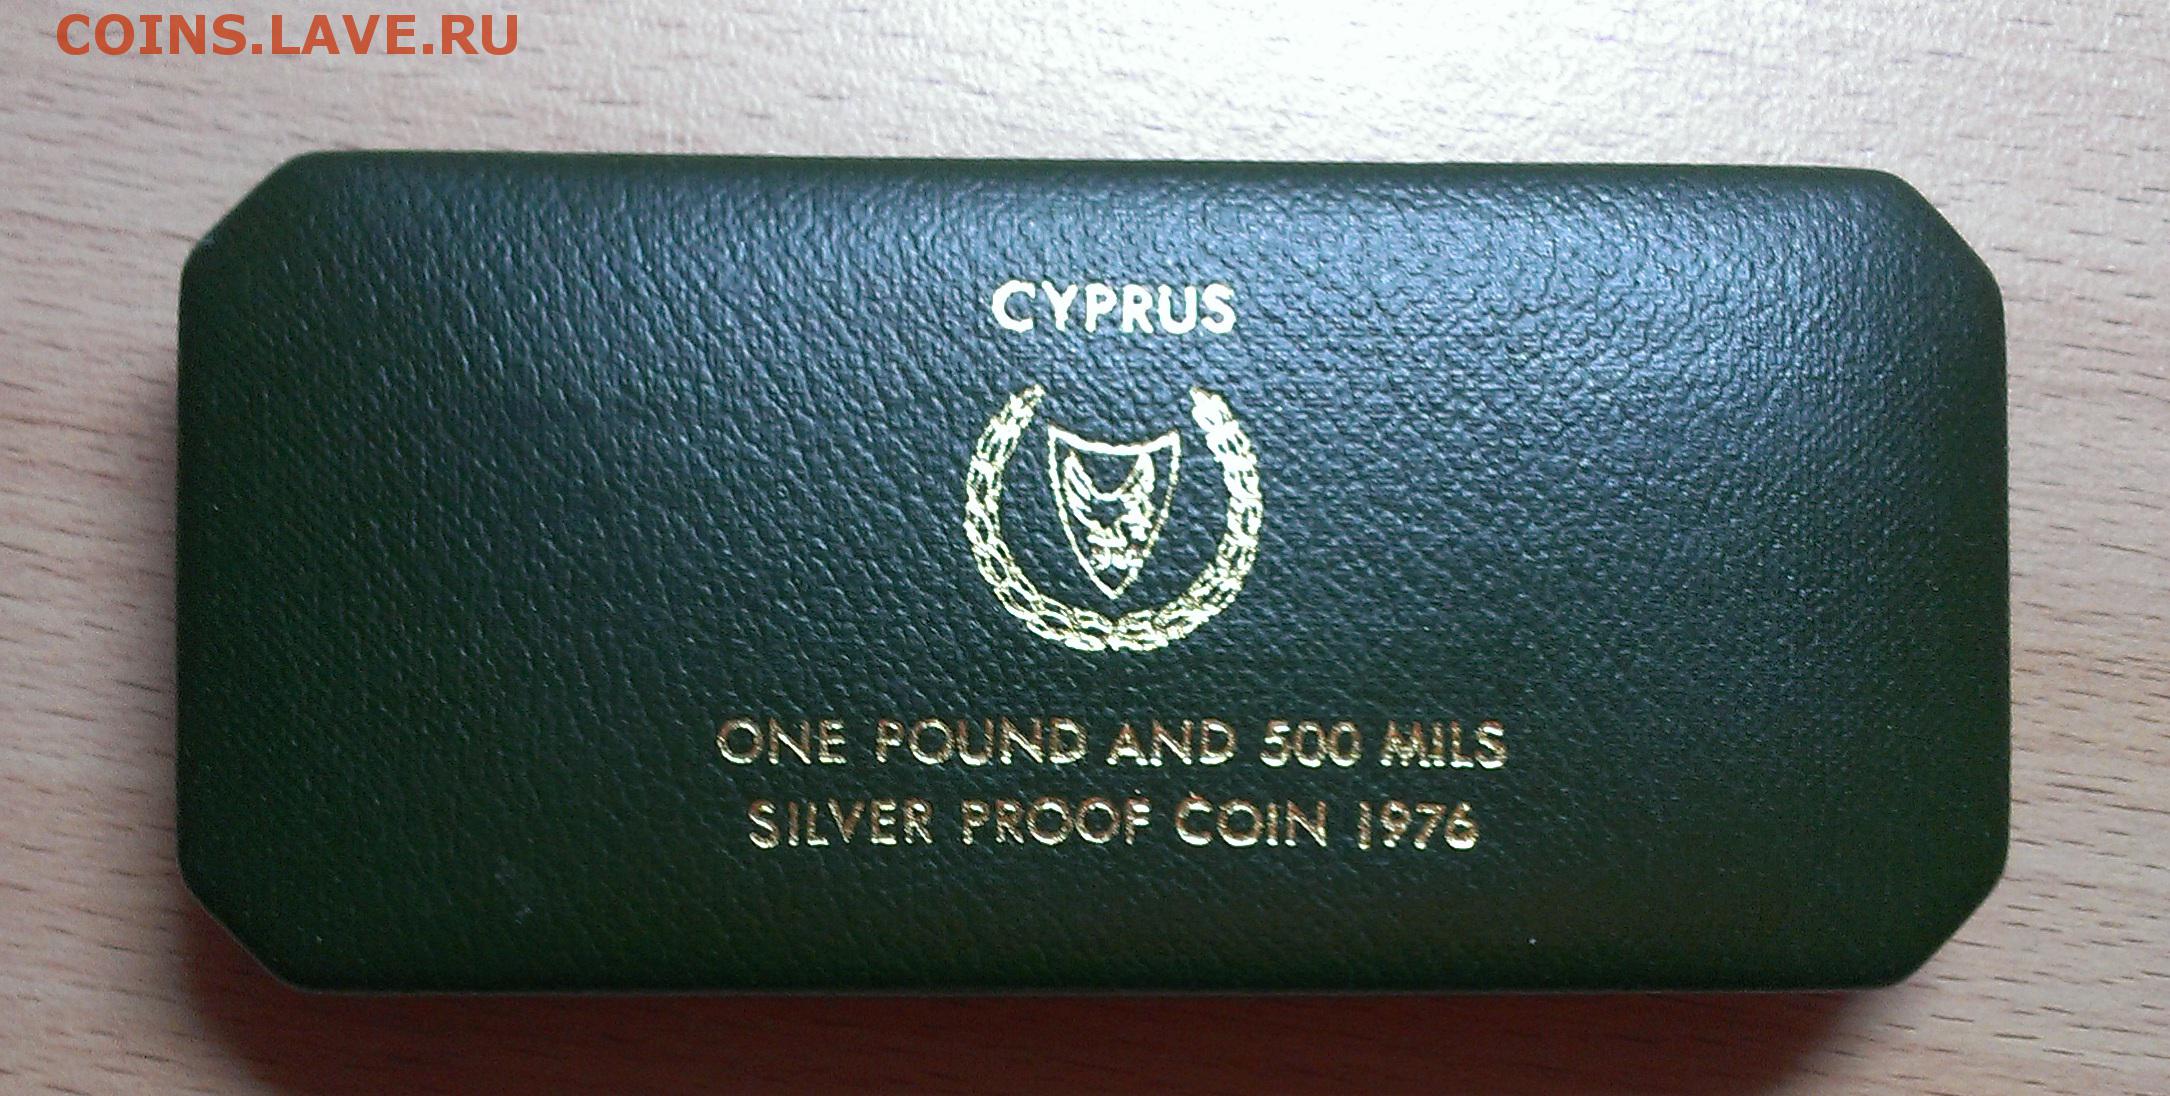 COINS.LAVE.RU
CYPRUS
ONE POUND AND 500 MILS
SILVER PROOF COIN 1976